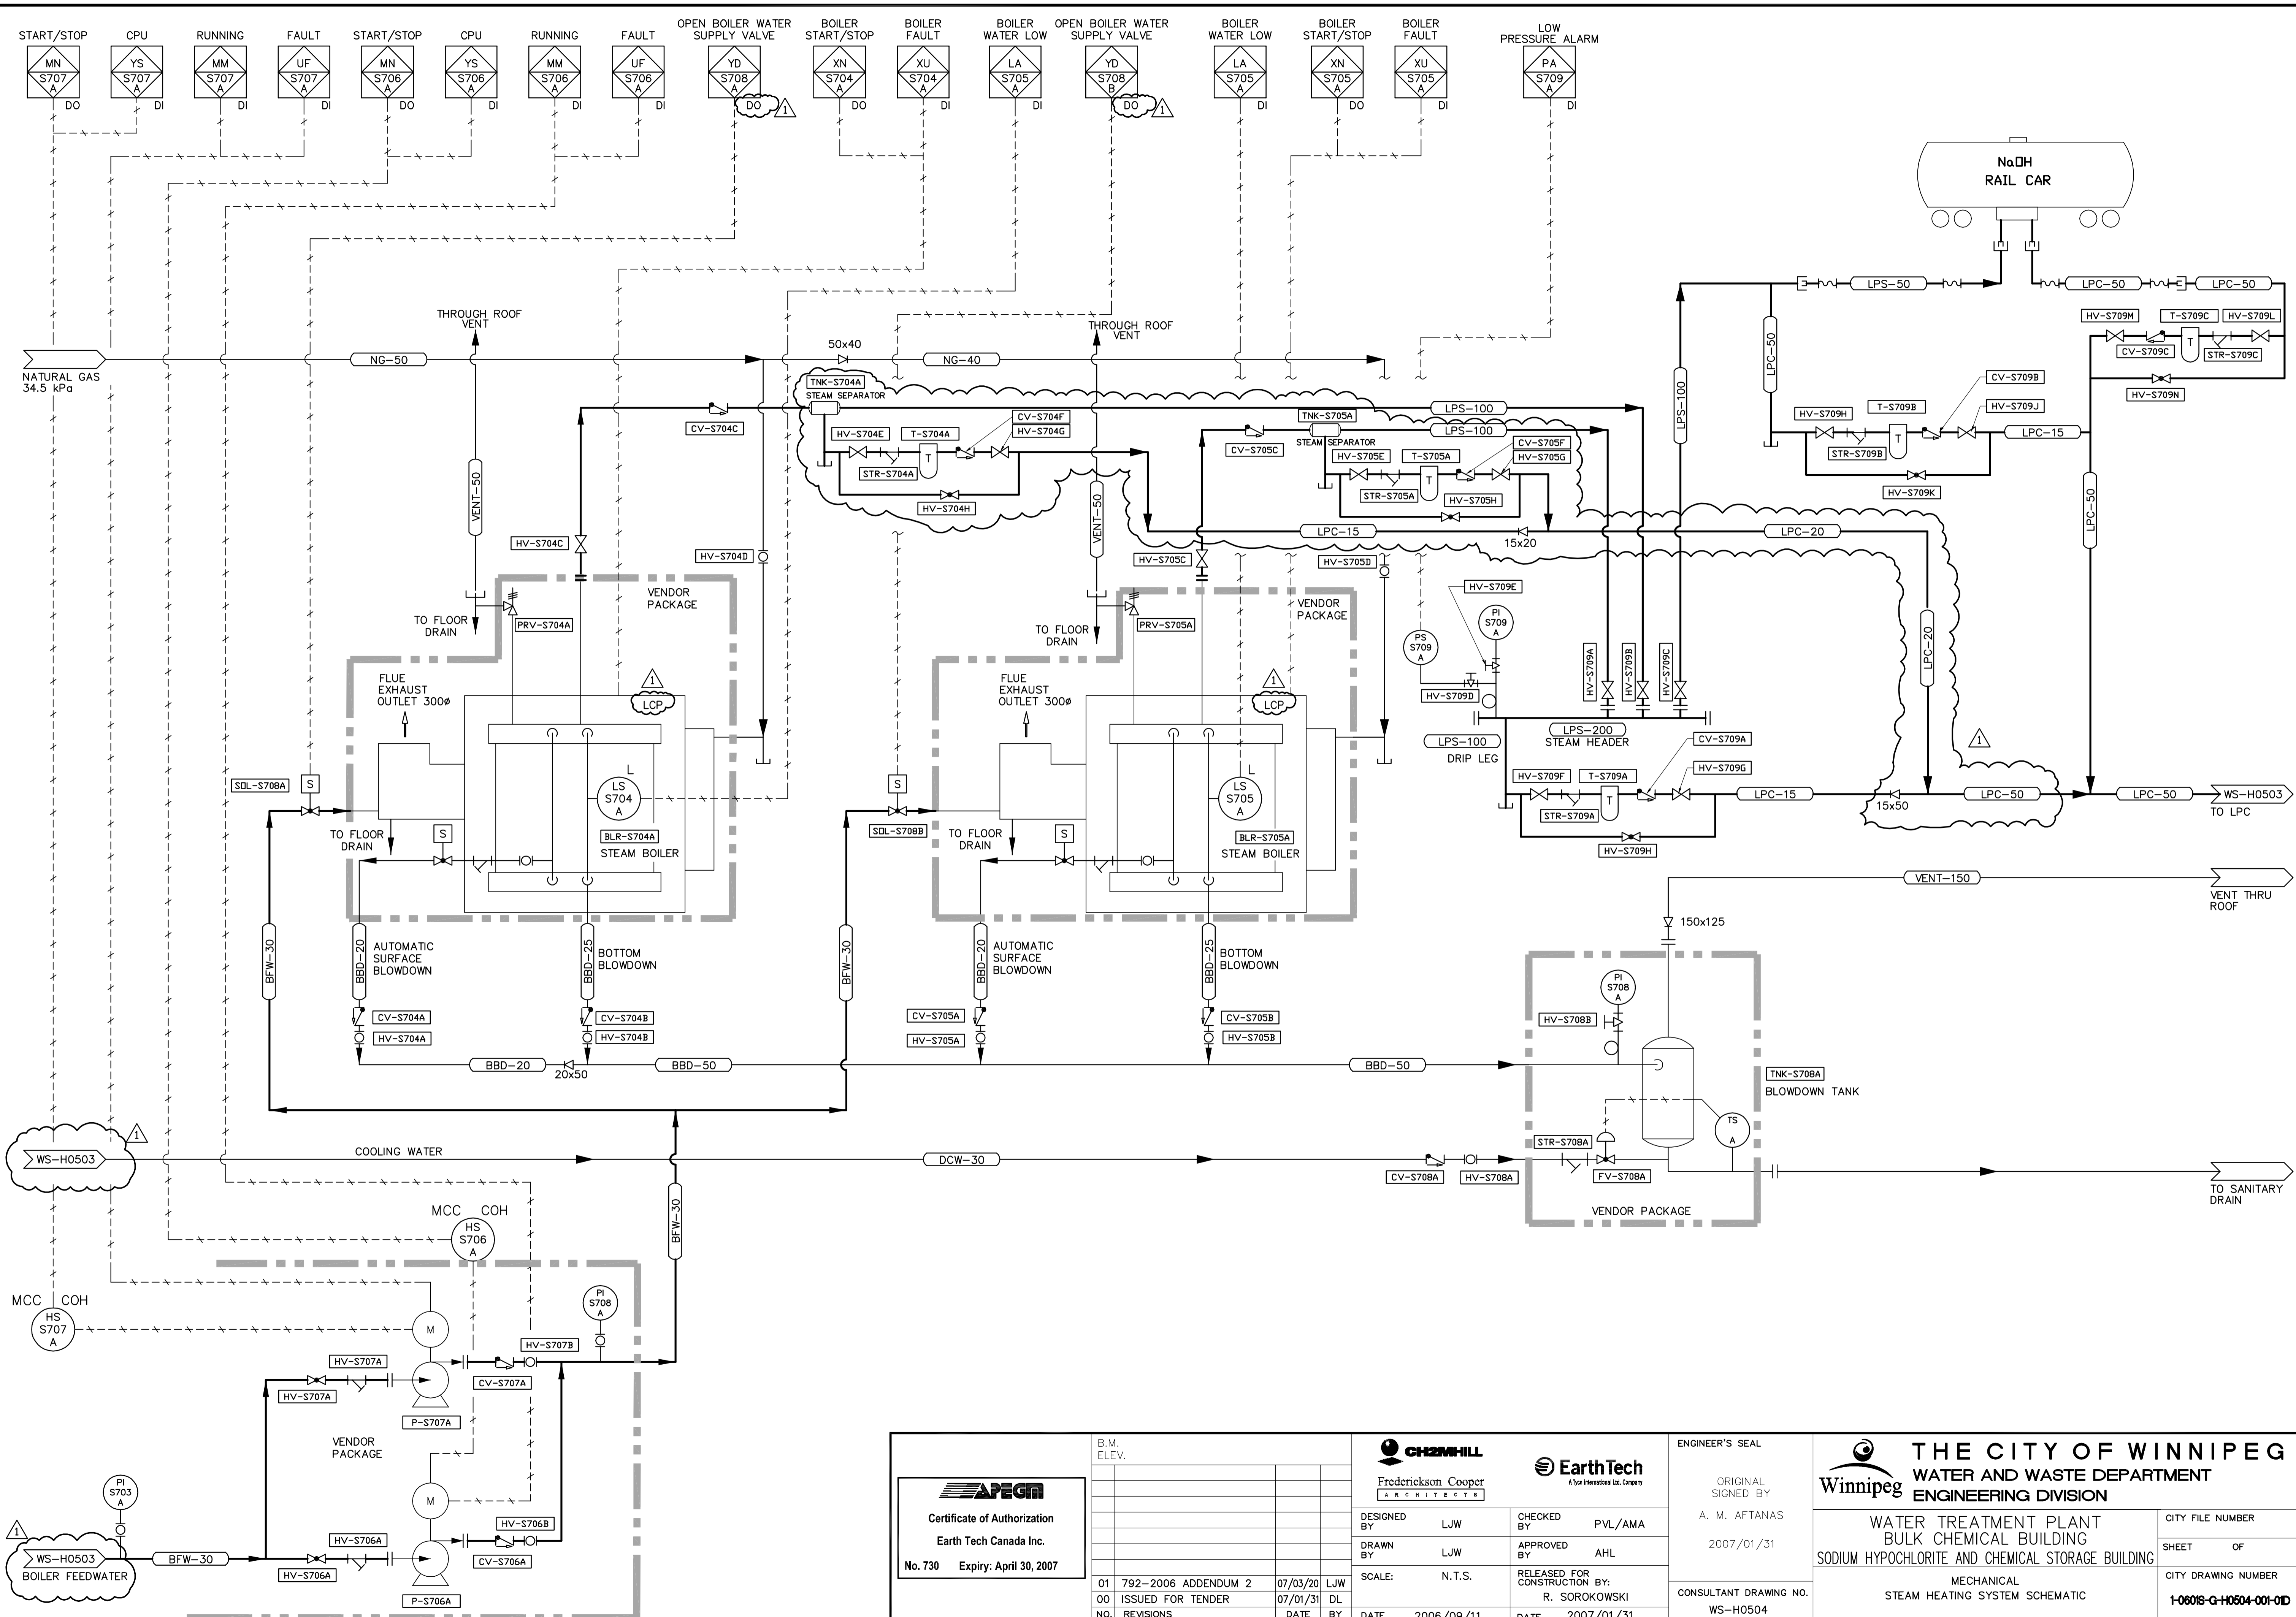 START/STOP
CPU
RUNNING
FAULT
START/STOP
CPU
RUNNING
FAULT
OPEN BOILER WATER
SUPPLY VALVE
BOILER
START/STOP
BOILER
FAULT
BOILER
WATER LOW
OPEN BOILER WATER
SUPPLY VALVE
BOILER
WATER LOW
BOILER
START/STOP
BOILER
FAULT
LOW
PRESSURE ALARM
MN
S707
A
DO
YS
S707
A
DI
MM
S707
A
DI
UF
S707
A
DI
MN
S706
A
DO
YS
S706
A
DI
MM
S706
A
DI
UF
S706
A
DI
YD
S708
A
DO
1
XN
S704
A
DO
XU
S704
A
DI
LA
S705
A
DI
YD
S708
B
DO
1
LA
S705
A
DI
XN
S705
A
DO
XU
S705
A
DI
PA
S709
A
DI
NaOH
RAIL CAR
NATURAL GAS
34.5 kPa
NG-50
THROUGH ROOF
VENT
50x40
NG-40
THROUGH ROOF
VENT
LPS-50
LPC-50
LPC-50
HV-S709M
T-S709C
HV-S709L
T
CV-S709C
STR-S709C
HV-S709N
LPC-50
LPS-100
CV-S709B
HV-S709J
HV-S709H
T-S709B
T
STR-S709B
LPC-15
HV-S709K
LPC-50
TNK-S704A
STEAM SEPARATOR
CV-S704C
HV-S704E
T-S704A
CV-S704F
HV-S704G
T
STR-S704A
HV-S704H
LPS-100
TNK-S705A
STEAM SEPARATOR
LPS-100
CV-S705C
HV-S705E
T-S705A
CV-S705F
HV-S705G
T
STR-S705A
HV-S705H
LPC-15
15x20
LPC-20
LPC-20
VENT-50
VENT-50
HV-S704C
HV-S704D
HV-S705C
HV-S705D
VENDOR
PACKAGE
TO FLOOR
DRAIN
PRV-S704A
VENDOR
PACKAGE
TO FLOOR
DRAIN
PRV-S705A
HV-S709E
PI
S709
A
PS
S709
A
HV-S709D
HV-S709A
HV-S709B
HV-S709C
LPS-200
STEAM HEADER
LPS-100
DRIP LEG
CV-S709A
HV-S709G
HV-S709F
T-S709A
T
STR-S709A
HV-S709H
LPC-15
15x50
LPC-50
LPC-50
1
WS-H0503
TO LPC
FLUE
EXHAUST
OUTLET 300ø
1
LCP
L
LS
S704
A
BLR-S704A
STEAM BOILER
SOL-S708A
S
TO FLOOR
DRAIN
S
FLUE
EXHAUST
OUTLET 300ø
1
LCP
L
LS
S705
A
BLR-S705A
STEAM BOILER
SOL-S708B
S
TO FLOOR
DRAIN
S
VENT-150
VENT THRU
ROOF
150x125
BFW-30
BBD-20
AUTOMATIC
SURFACE
BLOWDOWN
BBD-25
BOTTOM
BLOWDOWN
BFW-30
BBD-20
AUTOMATIC
SURFACE
BLOWDOWN
BBD-25
BOTTOM
BLOWDOWN
CV-S704A
HV-S704A
CV-S704B
HV-S704B
CV-S705A
HV-S705A
CV-S705B
HV-S705B
BBD-20
20x50
BBD-50
BBD-50
PI
S708
A
HV-S708B
TNK-S708A
BLOWDOWN TANK
TS
A
STR-S708A
FV-S708A
VENDOR PACKAGE
1
WS-H0503
COOLING WATER
DCW-30
CV-S708A
HV-S708A
TO SANITARY
DRAIN
BFW-30
MCC
COH
HS
S706
A
MCC
COH
HS
S707
A
M
PI
S708
A
HV-S707B
HV-S707A
HV-S707A
CV-S707A
P-S707A
VENDOR
PACKAGE
M
PI
S703
A
HV-S706B
HV-S706A
HV-S706A
CV-S706A
P-S706A
1
WS-H0503
BOILER FEEDWATER
BFW-30
APEGM
Certificate of Authorization
Earth Tech Canada Inc.
No. 730 Expiry: April 30, 2007
B.M.
ELEV.
01 792-2006 ADDENDUM 2 07/03/20 LJW
00 ISSUED FOR TENDER 07/01/31 DL
NO. REVISIONS DATE BY
CH2MHILL
Frederickson Cooper
ARCHITECTS
EarthTech
A Tyco International Ltd. Company
DESIGNED BY LJW
CHECKED BY PVL/AMA
DRAWN BY LJW
APPROVED BY AHL
SCALE: N.T.S.
RELEASED FOR
CONSTRUCTION BY:
R. SOROKOWSKI
DATE 2006/09/11
DATE 2007/01/31
ENGINEER'S SEAL
ORIGINAL
SIGNED BY
A. M. AFTANAS
2007/01/31
CONSULTANT DRAWING NO.
WS-H0504
Winnipeg
THE CITY OF WINNIPEG
WATER AND WASTE DEPARTMENT
ENGINEERING DIVISION
WATER TREATMENT PLANT
BULK CHEMICAL BUILDING
SODIUM HYPOCHLORITE AND CHEMICAL STORAGE BUILDING
MECHANICAL
STEAM HEATING SYSTEM SCHEMATIC
CITY FILE NUMBER
SHEET OF
CITY DRAWING NUMBER
1-0601S-G-H0504-001-01D